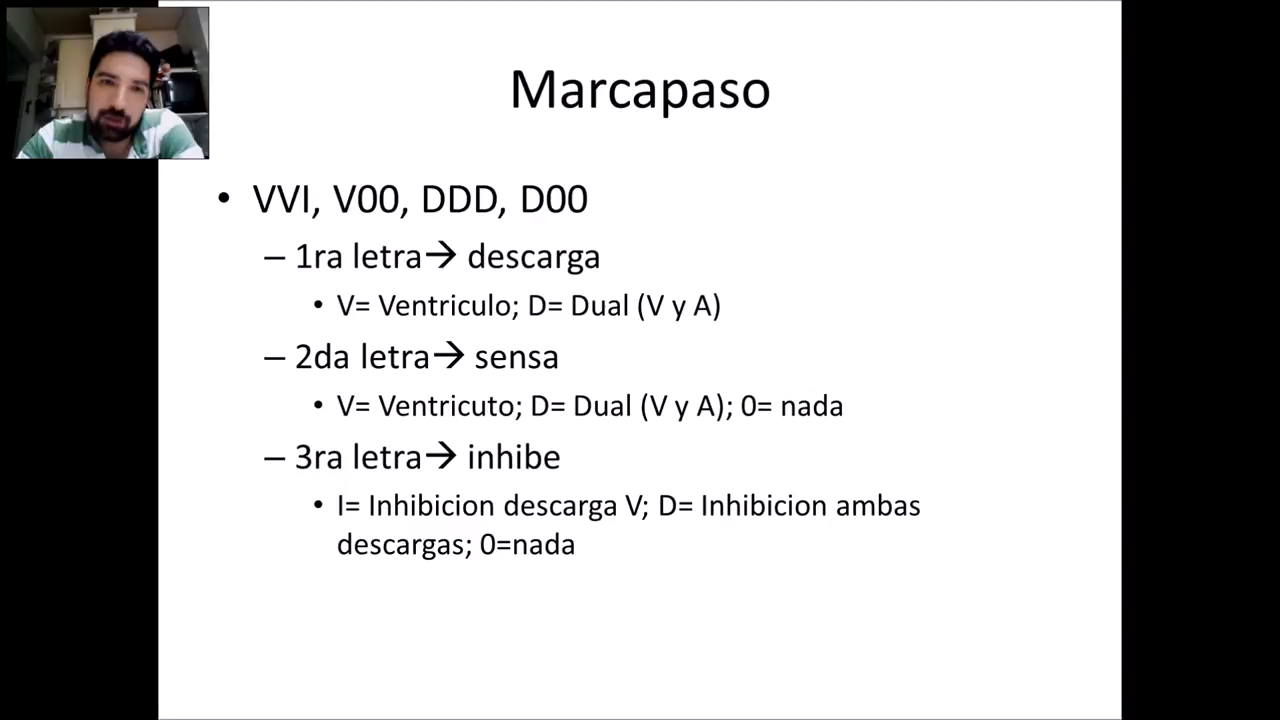 Marcapaso
• VVI, V00, DDD, D00
– 1ra letra→ descarga
• V= Ventriculo; D= Dual (V y A)
– 2da letra→ sensa
• V= Ventricuto; D= Dual (V y A); 0= nada
– 3ra letra→ inhibe
• I= Inhibicion descarga V; D= Inhibicion ambas
descargas; 0=nada